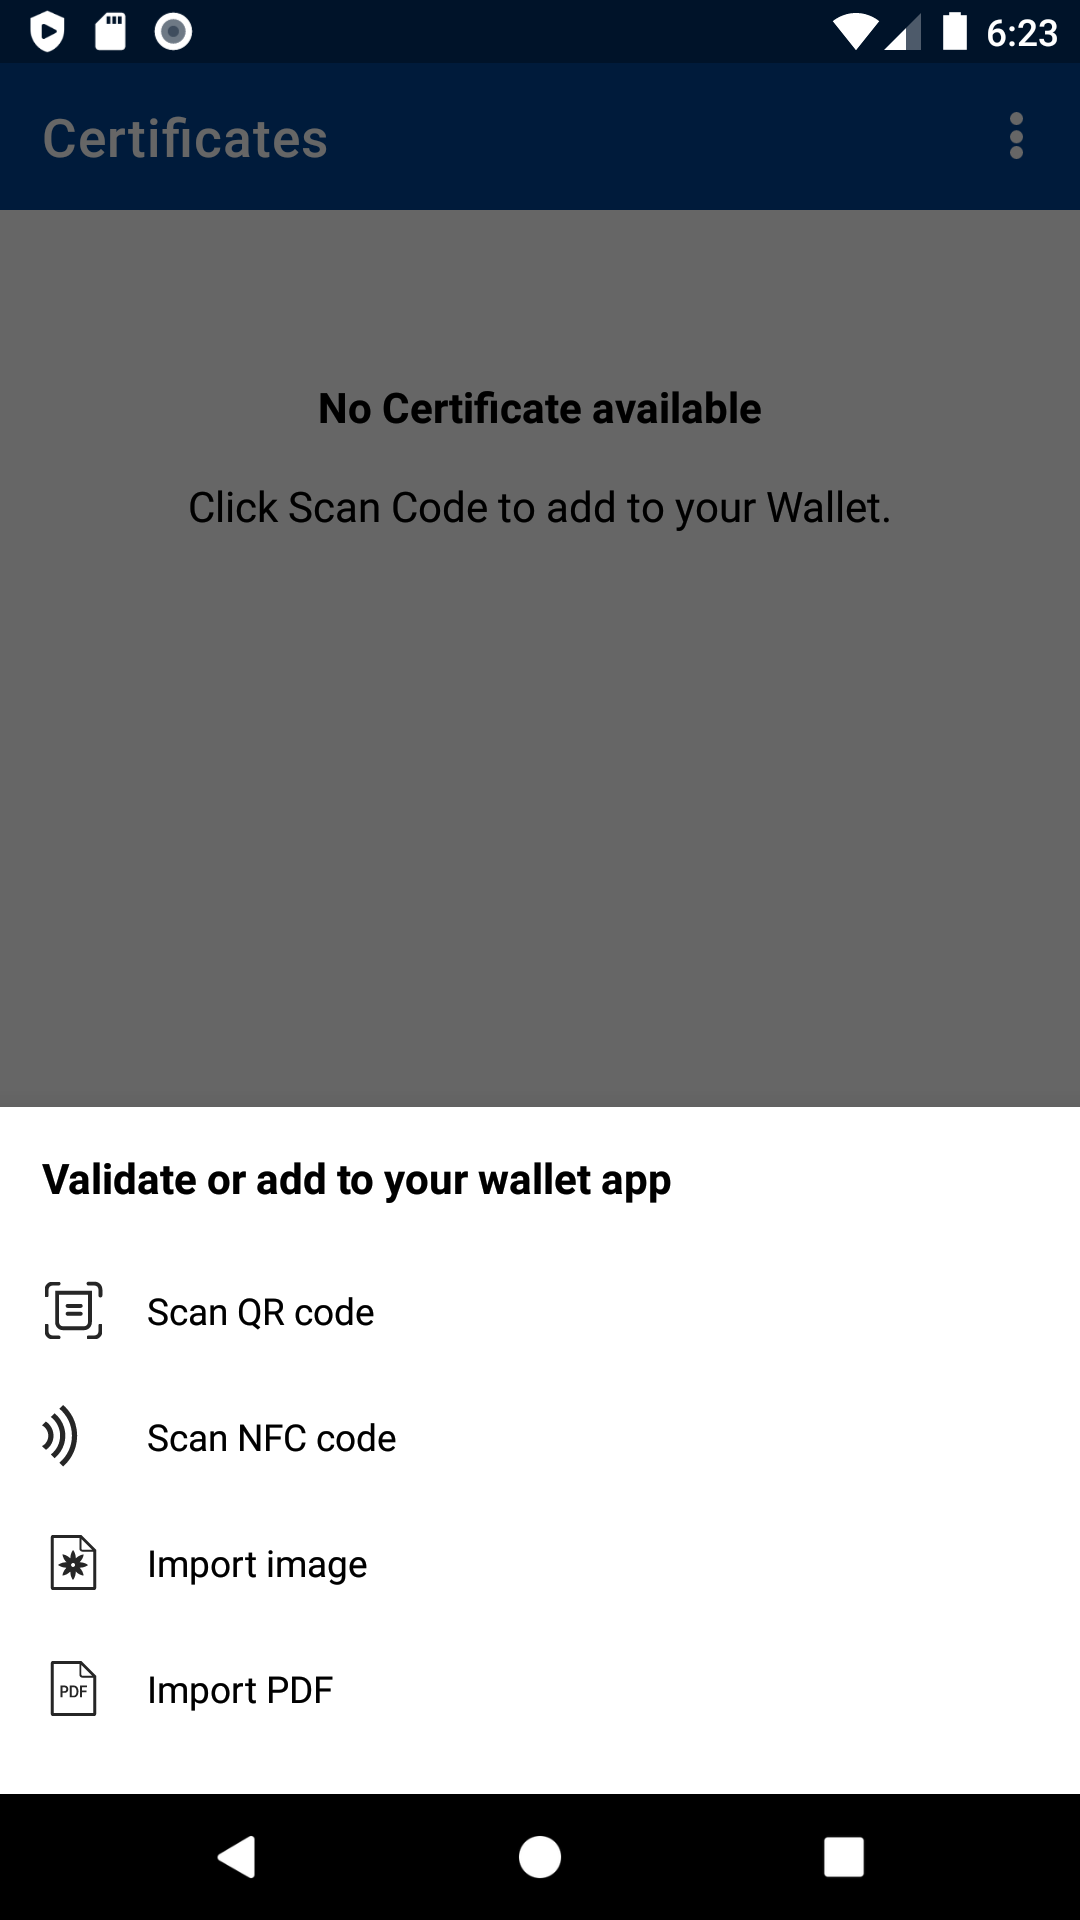 6:23
Certificates
No Certificate available
Click Scan Code to add to your Wallet.
Validate or add to your wallet app
Scan QR code
Scan NFC code
Import image
PDF Import PDF